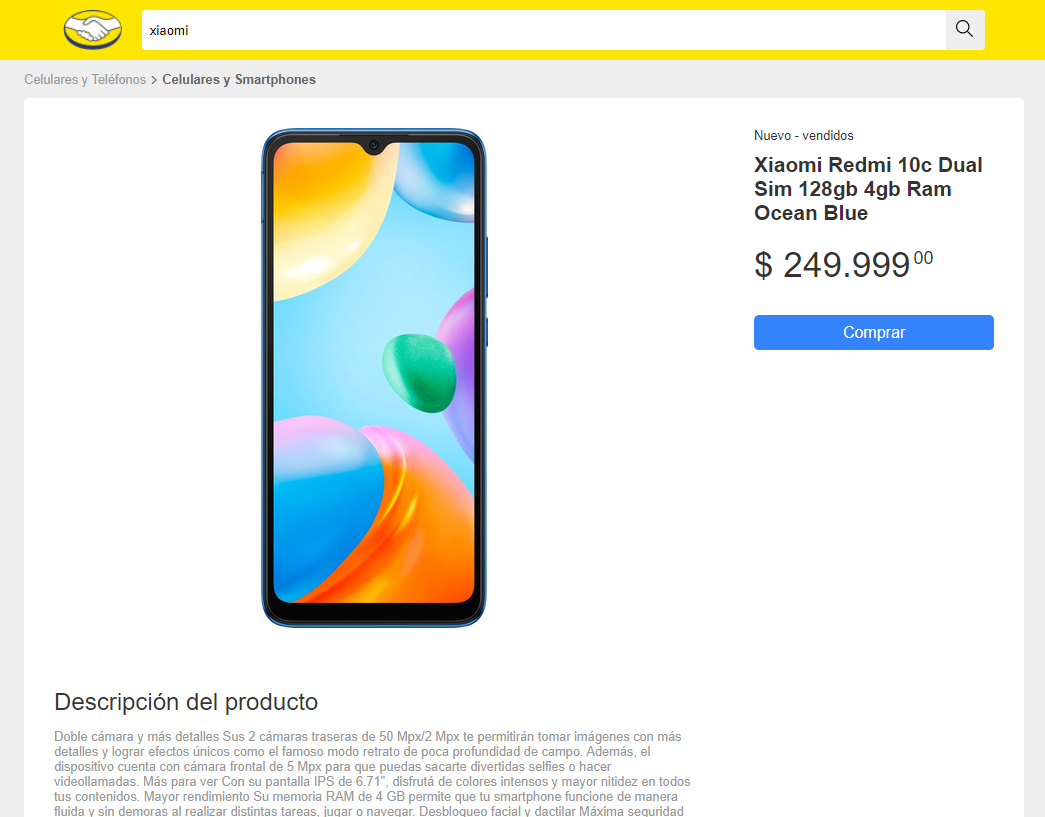 xiaomi
Celulares y Teléfonos > Celulares y Smartphones
Nuevo - vendidos
Xiaomi Redmi 10c Dual
Sim 128gb 4gb Ram
Ocean Blue
$ 249.999 00
Comprar
Descripción del producto
Doble cámara y más detalles Sus 2 cámaras traseras de 50 Mpx/2 Mpx te permitirán tomar imágenes con más
detalles y lograr efectos únicos como el famoso modo retrato de poca profundidad de campo. Además, el
dispositivo cuenta con cámara frontal de 5 Mpx para que puedas sacarte divertidas selfies o hacer
videollamadas. Más para ver Con su pantalla IPS de 6.71", disfrutá de colores intensos y mayor nitidez en todos
tus contenidos. Mayor rendimiento Su memoria RAM de 4 GB permite que tu smartphone funcione de manera
fluida y sin demoras al realizar distintas tareas, jugar o navegar. Desbloqueo facial y dactilar Máxima seguridad